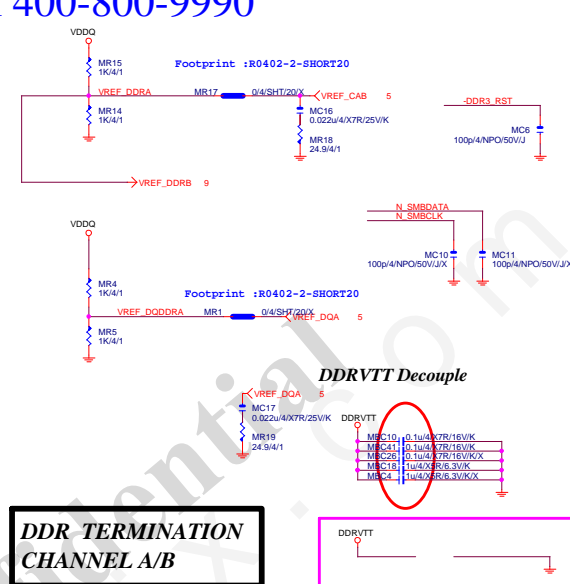 400-800-9990
VDDQ
MR15
1K/4/1
Footprint :R0402-2-SHORT20
VREF_DDRA
MR17
0/4/SHT/20/X
VREF_CAB 5
MR14
1K/4/1
MC16
0.022u/4/X7R/25V/K
MR18
24.9/4/1
-DDR3_RST
MC6
100p/4/NPO/50V/J
VREF_DDRB 9
N_SMBDATA
N_SMBCLK
MC10
100p/4/NPO/50V/J/X
MC11
100p/4/NPO/50V/J/X
VDDQ
MR4
1K/4/1
Footprint :R0402-2-SHORT20
VREF_DQDDRA
MR1
0/4/SHT/20/X
VREF_DQA 5
MR5
1K/4/1
DDRVTT Decouple
VREF_DQA 5
MC17
0.022u/4/X7R/25V/K
MR19
24.9/4/1
DDRVTT
MBC10 0.1u/4/X7R/16V/K
MBC41 0.1u/4/X7R/16V/K
MBC26 0.1u/4/X7R/16V/K/X
MBC18 1u/4/X5R/6.3V/K
MBC4 1u/4/X5R/6.3V/K/X
DDR TERMINATION
CHANNEL A/B
DDRVTT